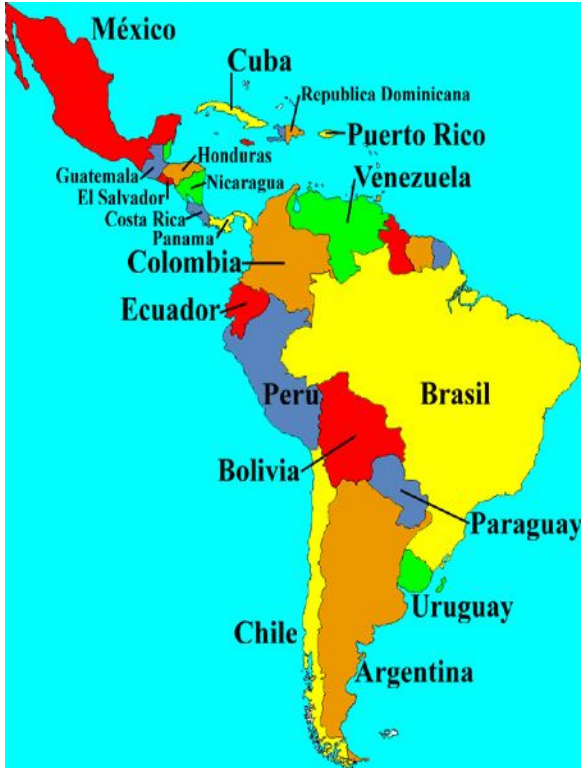 México
Cuba
Republica Dominicana
Puerto Rico
Honduras
Guatemala
Nicaragua
Venezuela
El Salvador
Costa Rica
Panama
Colombia
Ecuador
Perú
Brasil
Bolivia
Paraguay
Uruguay
Chile
Argentina